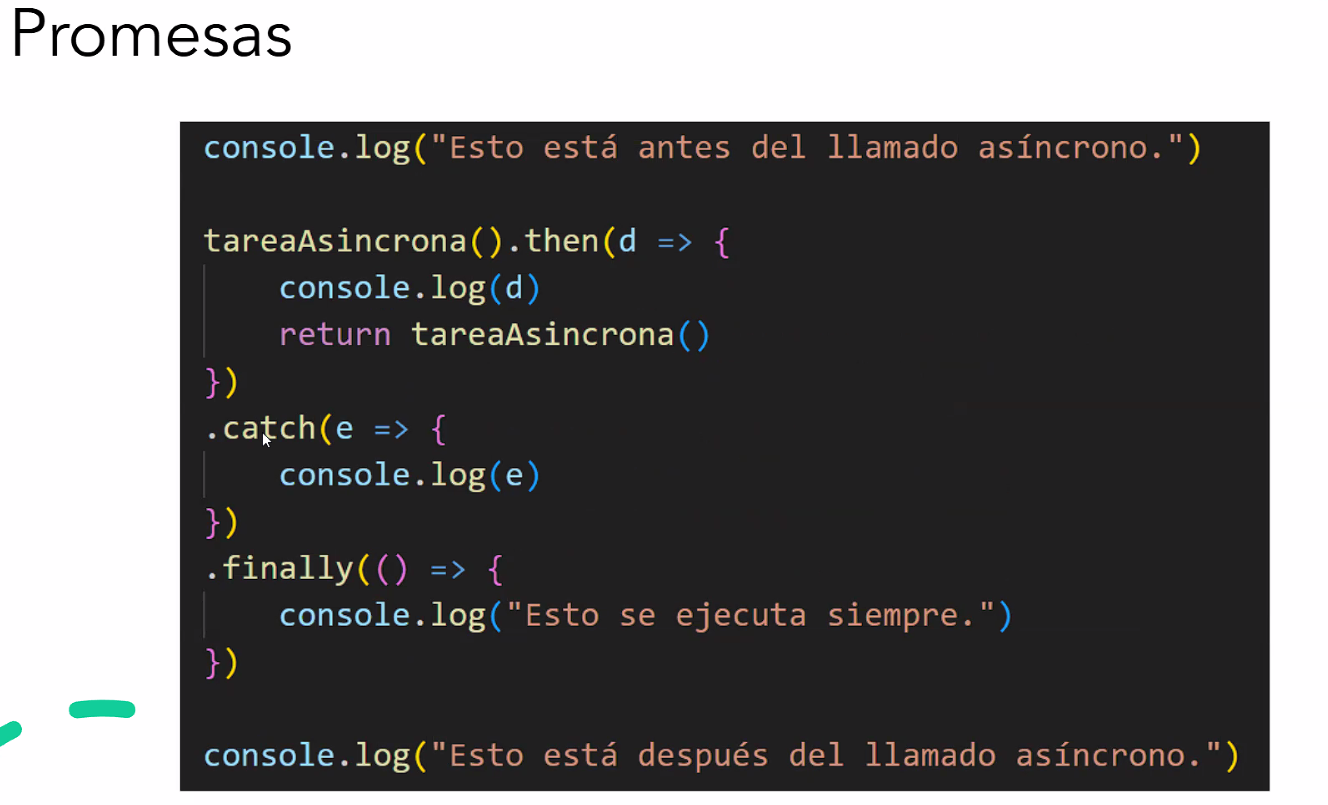 Promesas
console.log("Esto está antes del llamado asíncrono.")
tareaAsincrona().then(d => {
console.log(d)
return tareaAsincrona()
})
.catch(e => {
console.log(e)
})
.finally(() => {
console.log("Esto se ejecuta siempre.")
})
console.log("Esto está después del llamado asíncrono.")